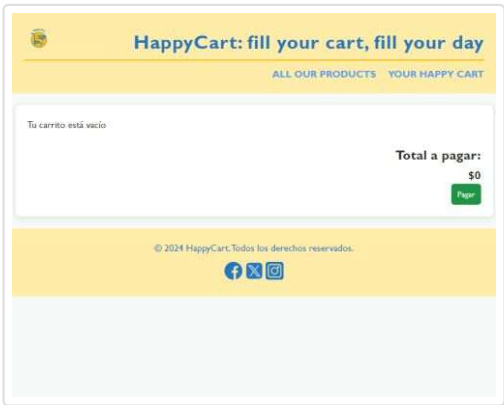 HappyCart: fill your cart, fill your day
ALL OUR PRODUCTS YOUR HAPPY CART
Tu carrito está vacío
Total a pagar:
$0
Pagar
© 2024 HappyCart. Todos los derechos reservados.